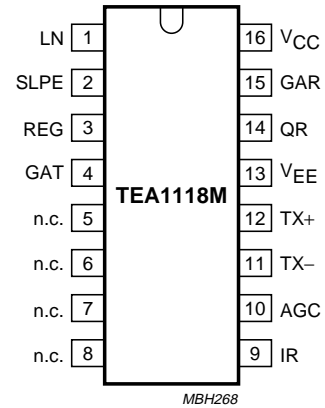 LN 1 16 VCC
SLPE 2 15 GAR
REG 3 14 QR
GAT 4 13 VEE
TEA1118M
n.c. 5 12 TX+
n.c. 6 11 TX−
n.c. 7 10 AGC
n.c. 8 9 IR
MBH268